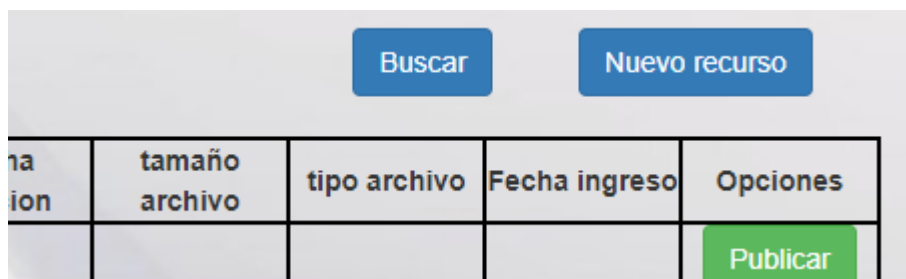 Buscar Nuevo recurso
tamaño
archivo
tipo archivo Fecha ingreso Opciones
Publicar